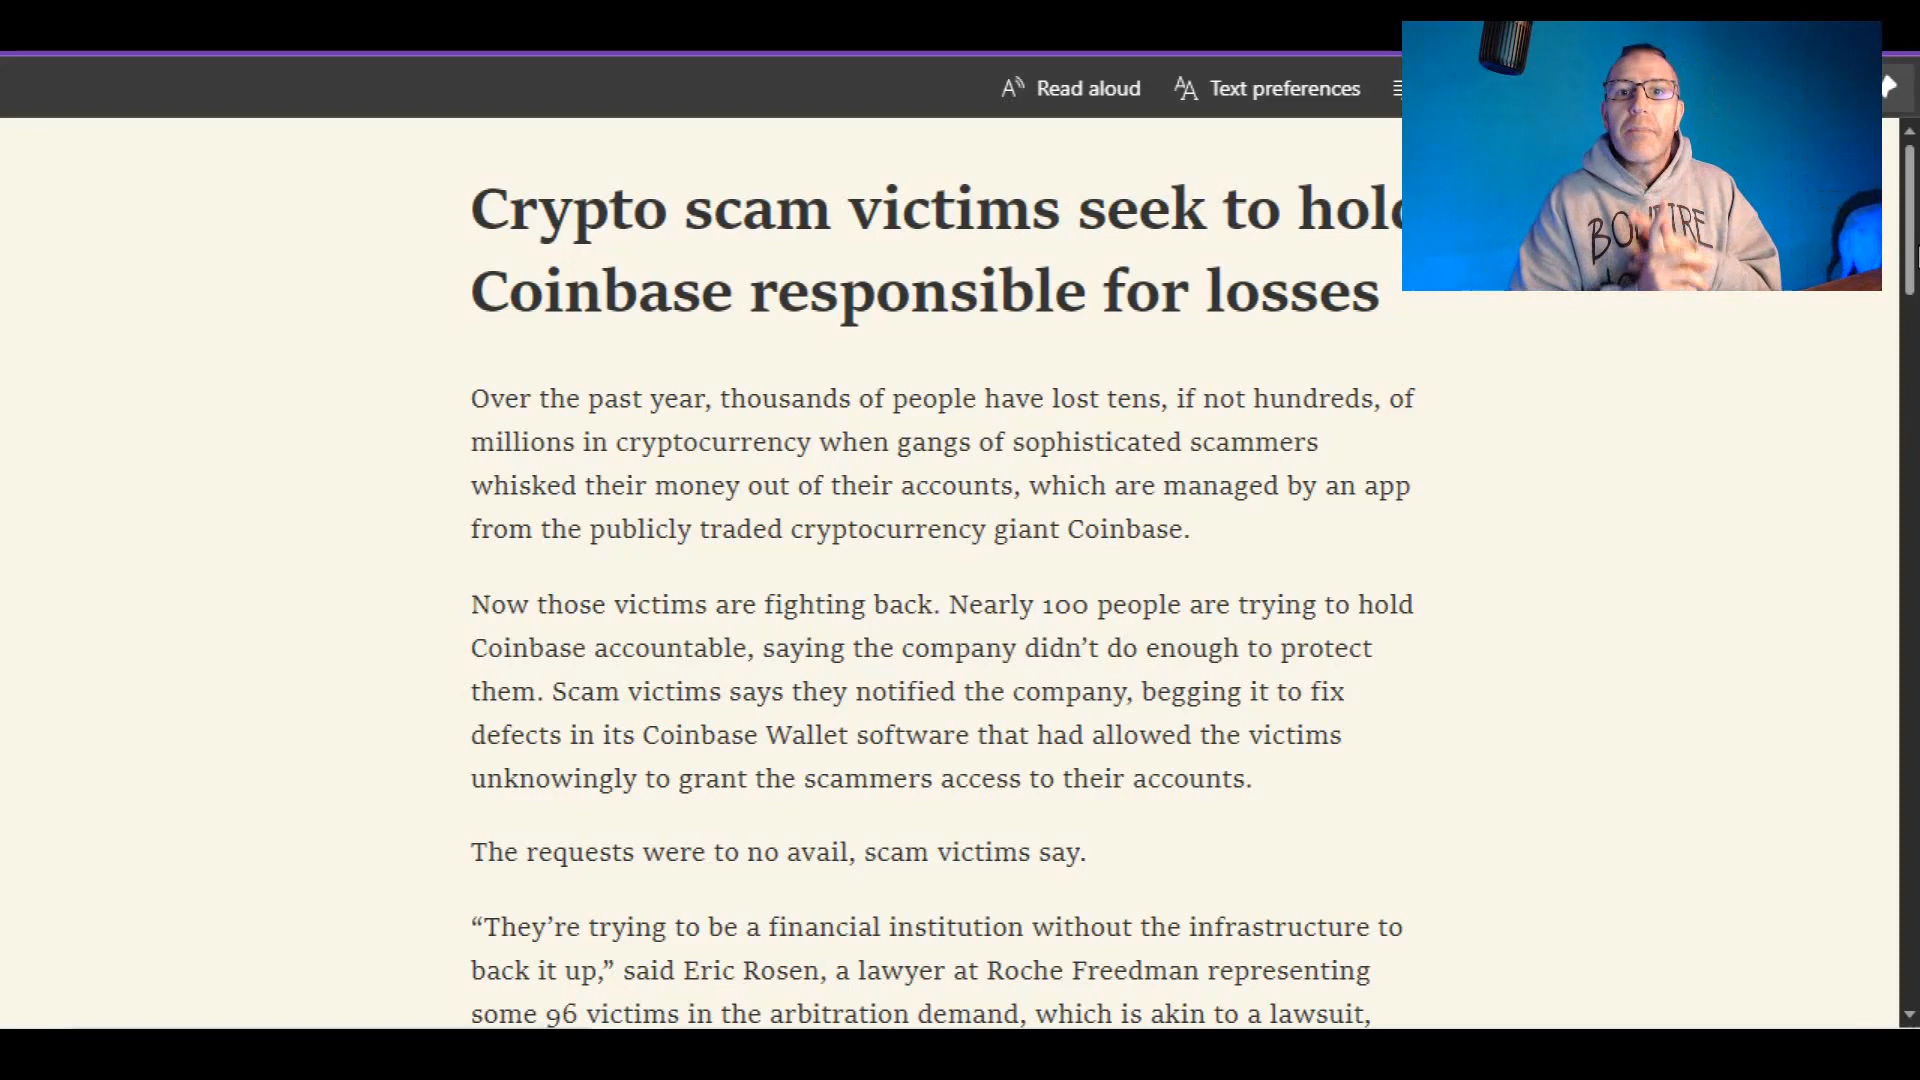 Read aloud
Text preferences
Crypto scam victims seek to hold
Coinbase responsible for losses
Over the past year, thousands of people have lost tens, if not hundreds, of
millions in cryptocurrency when gangs of sophisticated scammers
whisked their money out of their accounts, which are managed by an app
from the publicly traded cryptocurrency giant Coinbase.
Now those victims are fighting back. Nearly 100 people are trying to hold
Coinbase accountable, saying the company didn’t do enough to protect
them. Scam victims says they notified the company, begging it to fix
defects in its Coinbase Wallet software that had allowed the victims
unknowingly to grant the scammers access to their accounts.
The requests were to no avail, scam victims say.
“They’re trying to be a financial institution without the infrastructure to
back it up,” said Eric Rosen, a lawyer at Roche Freedman representing
some 96 victims in the arbitration demand, which is akin to a lawsuit,